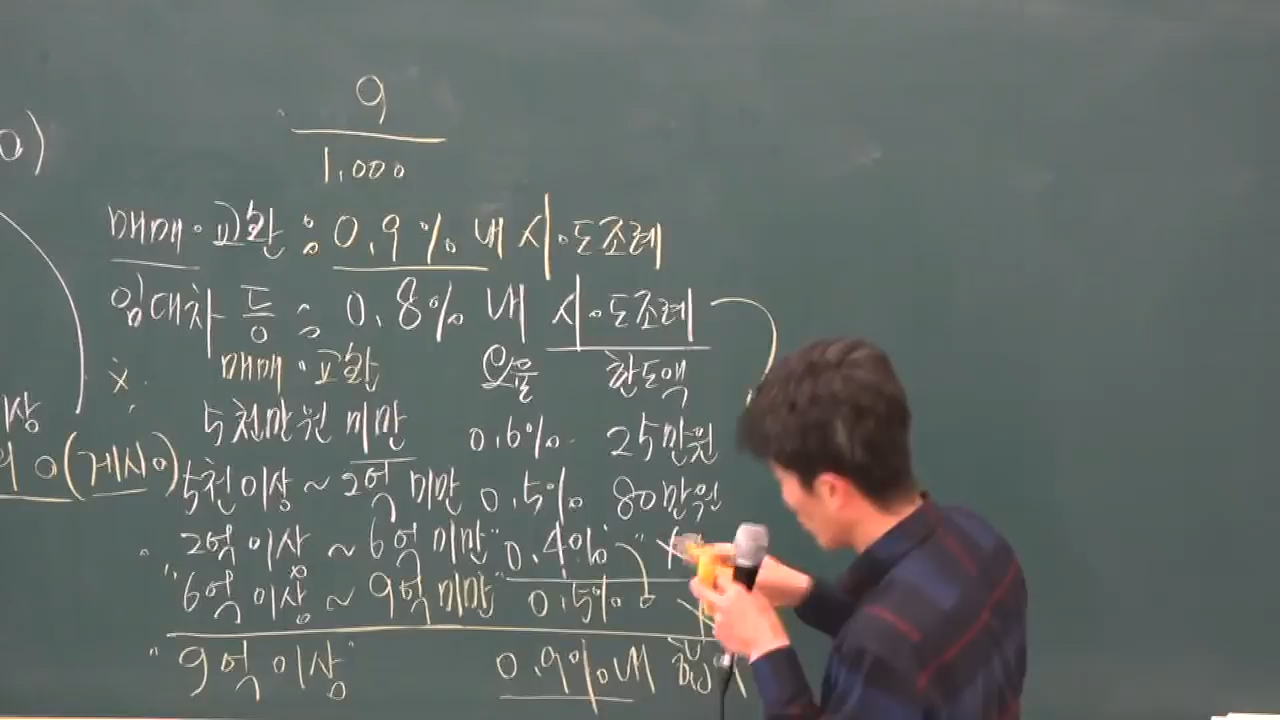 9
1.000
0)
매매·교환 : 0.9% 내 시·도조례
임대차 등 : 0.8% 내 시·도조례
※ 매매·교환 요율 한도액
5천만원 미만 0.6% 25만원
이상
0(게시0)
5천이상 ~ 2억 미만 0.5% 80만원
2억 이상 ~ 6억 미만" 0.4% " X
"6억 이상 ~ 9억 미만" 0.5%
"9억 이상" 0.9%내